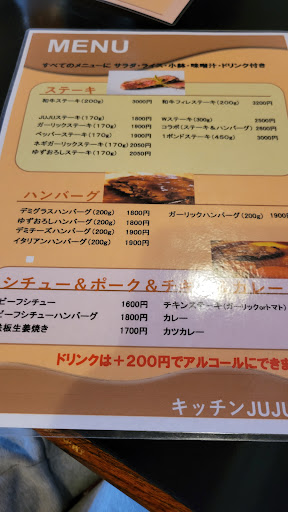 MENU
すべてのメニューに サラダ・ライス・小鉢・味噌汁・ドリンク付き
ステーキ
和牛ステーキ(200g) 3000円 和牛フィレステーキ(200g) 3200円
JUJUステーキ(170g) 1800円 Wステーキ(300g) 2500円
ガーリックステーキ(170g) 1800円 コラボ(ステーキ&ハンバーグ) 2600円
ペッパーステーキ(170g) 1900円 1ポンドステーキ(450g) 3000円
ネギガーリックステーキ(170g) 2050円
ゆずおろしステーキ(170g) 2050円
ハンバーグ
デミグラスハンバーグ(200g) 1800円 ガーリックハンバーグ(200g) 1900円
ゆずおろしハンバーグ(200g) 1900円
デミチーズハンバーグ(200g) 1900円
イタリアンハンバーグ(200g) 1900円
シチュー&ポーク&チキン カレー
ビーフシチュー 1600円 チキンステーキ(ガーリックorトマト)
ビーフシチューハンバーグ 1800円 カレー
鉄板生姜焼き 1700円 カツカレー
ドリンクは+200円でアルコールにできま
キッチンJUJU